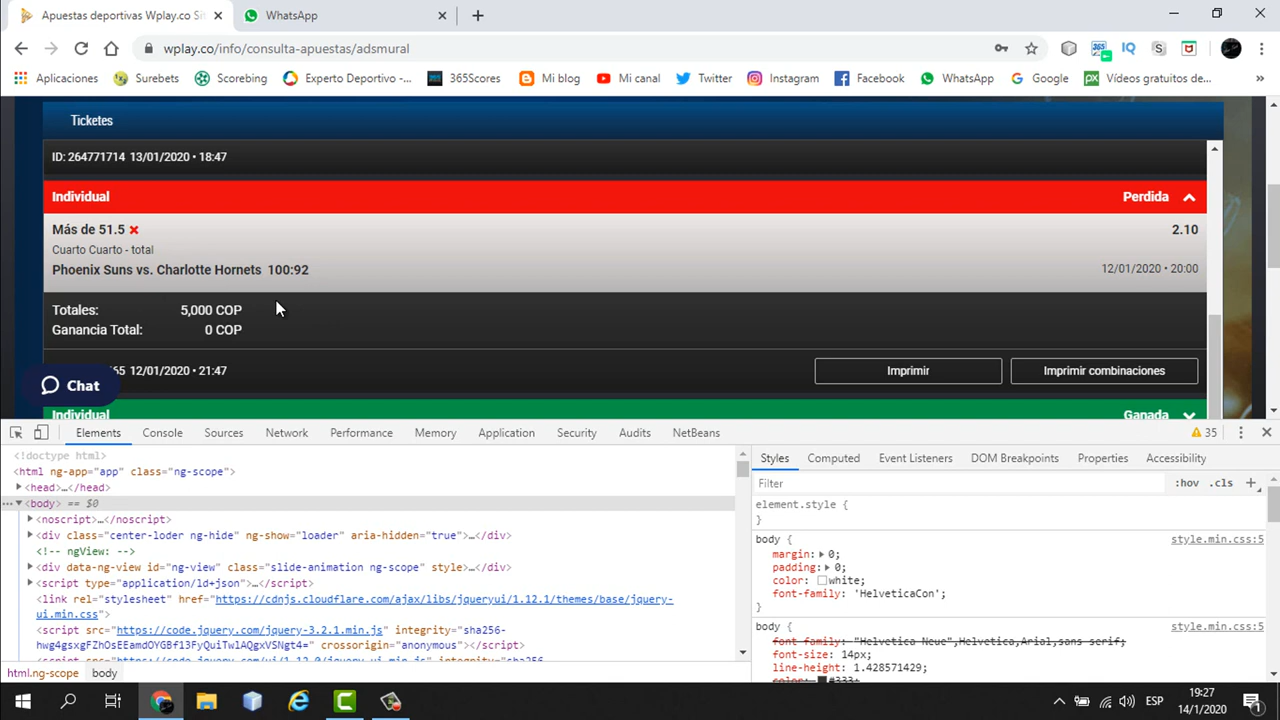 Apuestas deportivas Wplay.co Sit
WhatsApp
wplay.co/info/consulta-apuestas/adsmural
Aplicaciones Surebets Scorebing Experto Deportivo -... 365Scores Mi blog Mi canal Twitter Instagram Facebook WhatsApp Google Vídeos gratuitos de... »
Ticketes
ID: 264771714 13/01/2020 • 18:47
Individual Perdida
Más de 51.5 2.10
Cuarto Cuarto - total
Phoenix Suns vs. Charlotte Hornets 100:92 12/01/2020 • 20:00
Totales: 5,000 COP
Ganancia Total: 0 COP
65 12/01/2020 • 21:47 Imprimir Imprimir combinaciones
Chat
Individual Ganada
Elements Console Sources Network Performance Memory Application Security Audits NetBeans 35
<!doctype html>
<html ng-app="app" class="ng-scope">
<head>…</head>
<body> == $0
<noscript>…</noscript>
<div class="center-loder ng-hide" ng-show="loader" aria-hidden="true">…</div>
<!-- ngView: -->
<div data-ng-view id="ng-view" class="slide-animation ng-scope" style>…</div>
<script type="application/ld+json">…</script>
<link rel="stylesheet" href="https://cdnjs.cloudflare.com/ajax/libs/jqueryui/1.12.1/themes/base/jquery-
ui.min.css">
<script src="https://code.jquery.com/jquery-3.2.1.min.js" integrity="sha256-
crossorigin="anonymous"></script>
html.ng-scope body
Styles Computed Event Listeners DOM Breakpoints Properties Accessibility
Filter :hov .cls +
element.style {
}
body { style.min.css:5
margin: 0;
padding: 0;
color: white;
font-family: 'HelveticaCon';
}
body { style.min.css:5
font-family: "Helvetica Neue",Helvetica,Arial,sans-serif;
font-size: 14px;
line-height: 1.428571429;
color: #333;
ESP
19:27
14/1/2020
1